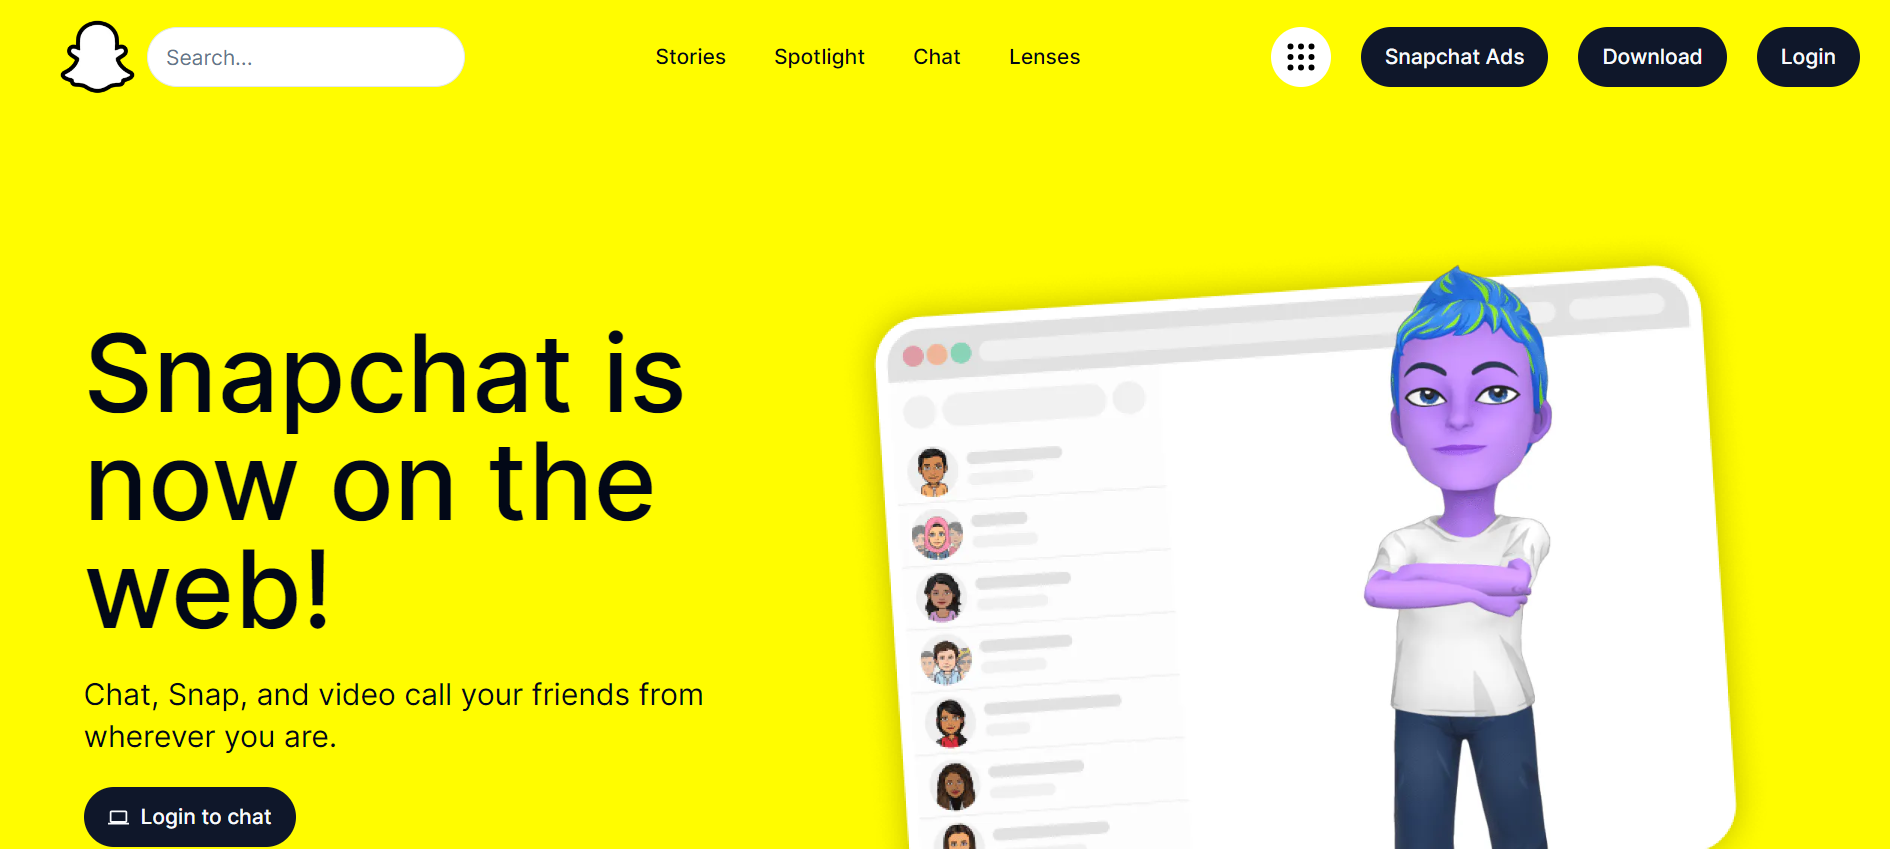 Search...
Stories
Spotlight
Chat
Lenses
Snapchat Ads
Download
Login
Snapchat is
now on the
web!
Chat, Snap, and video call your friends from
wherever you are.
Login to chat